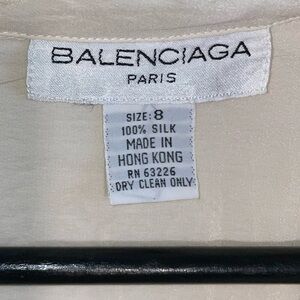 BALENCIAGA
PARIS
SIZE: 8
100% SILK
MADE IN
HONG KONG
RN 63226
DRY CLEAN ONLY